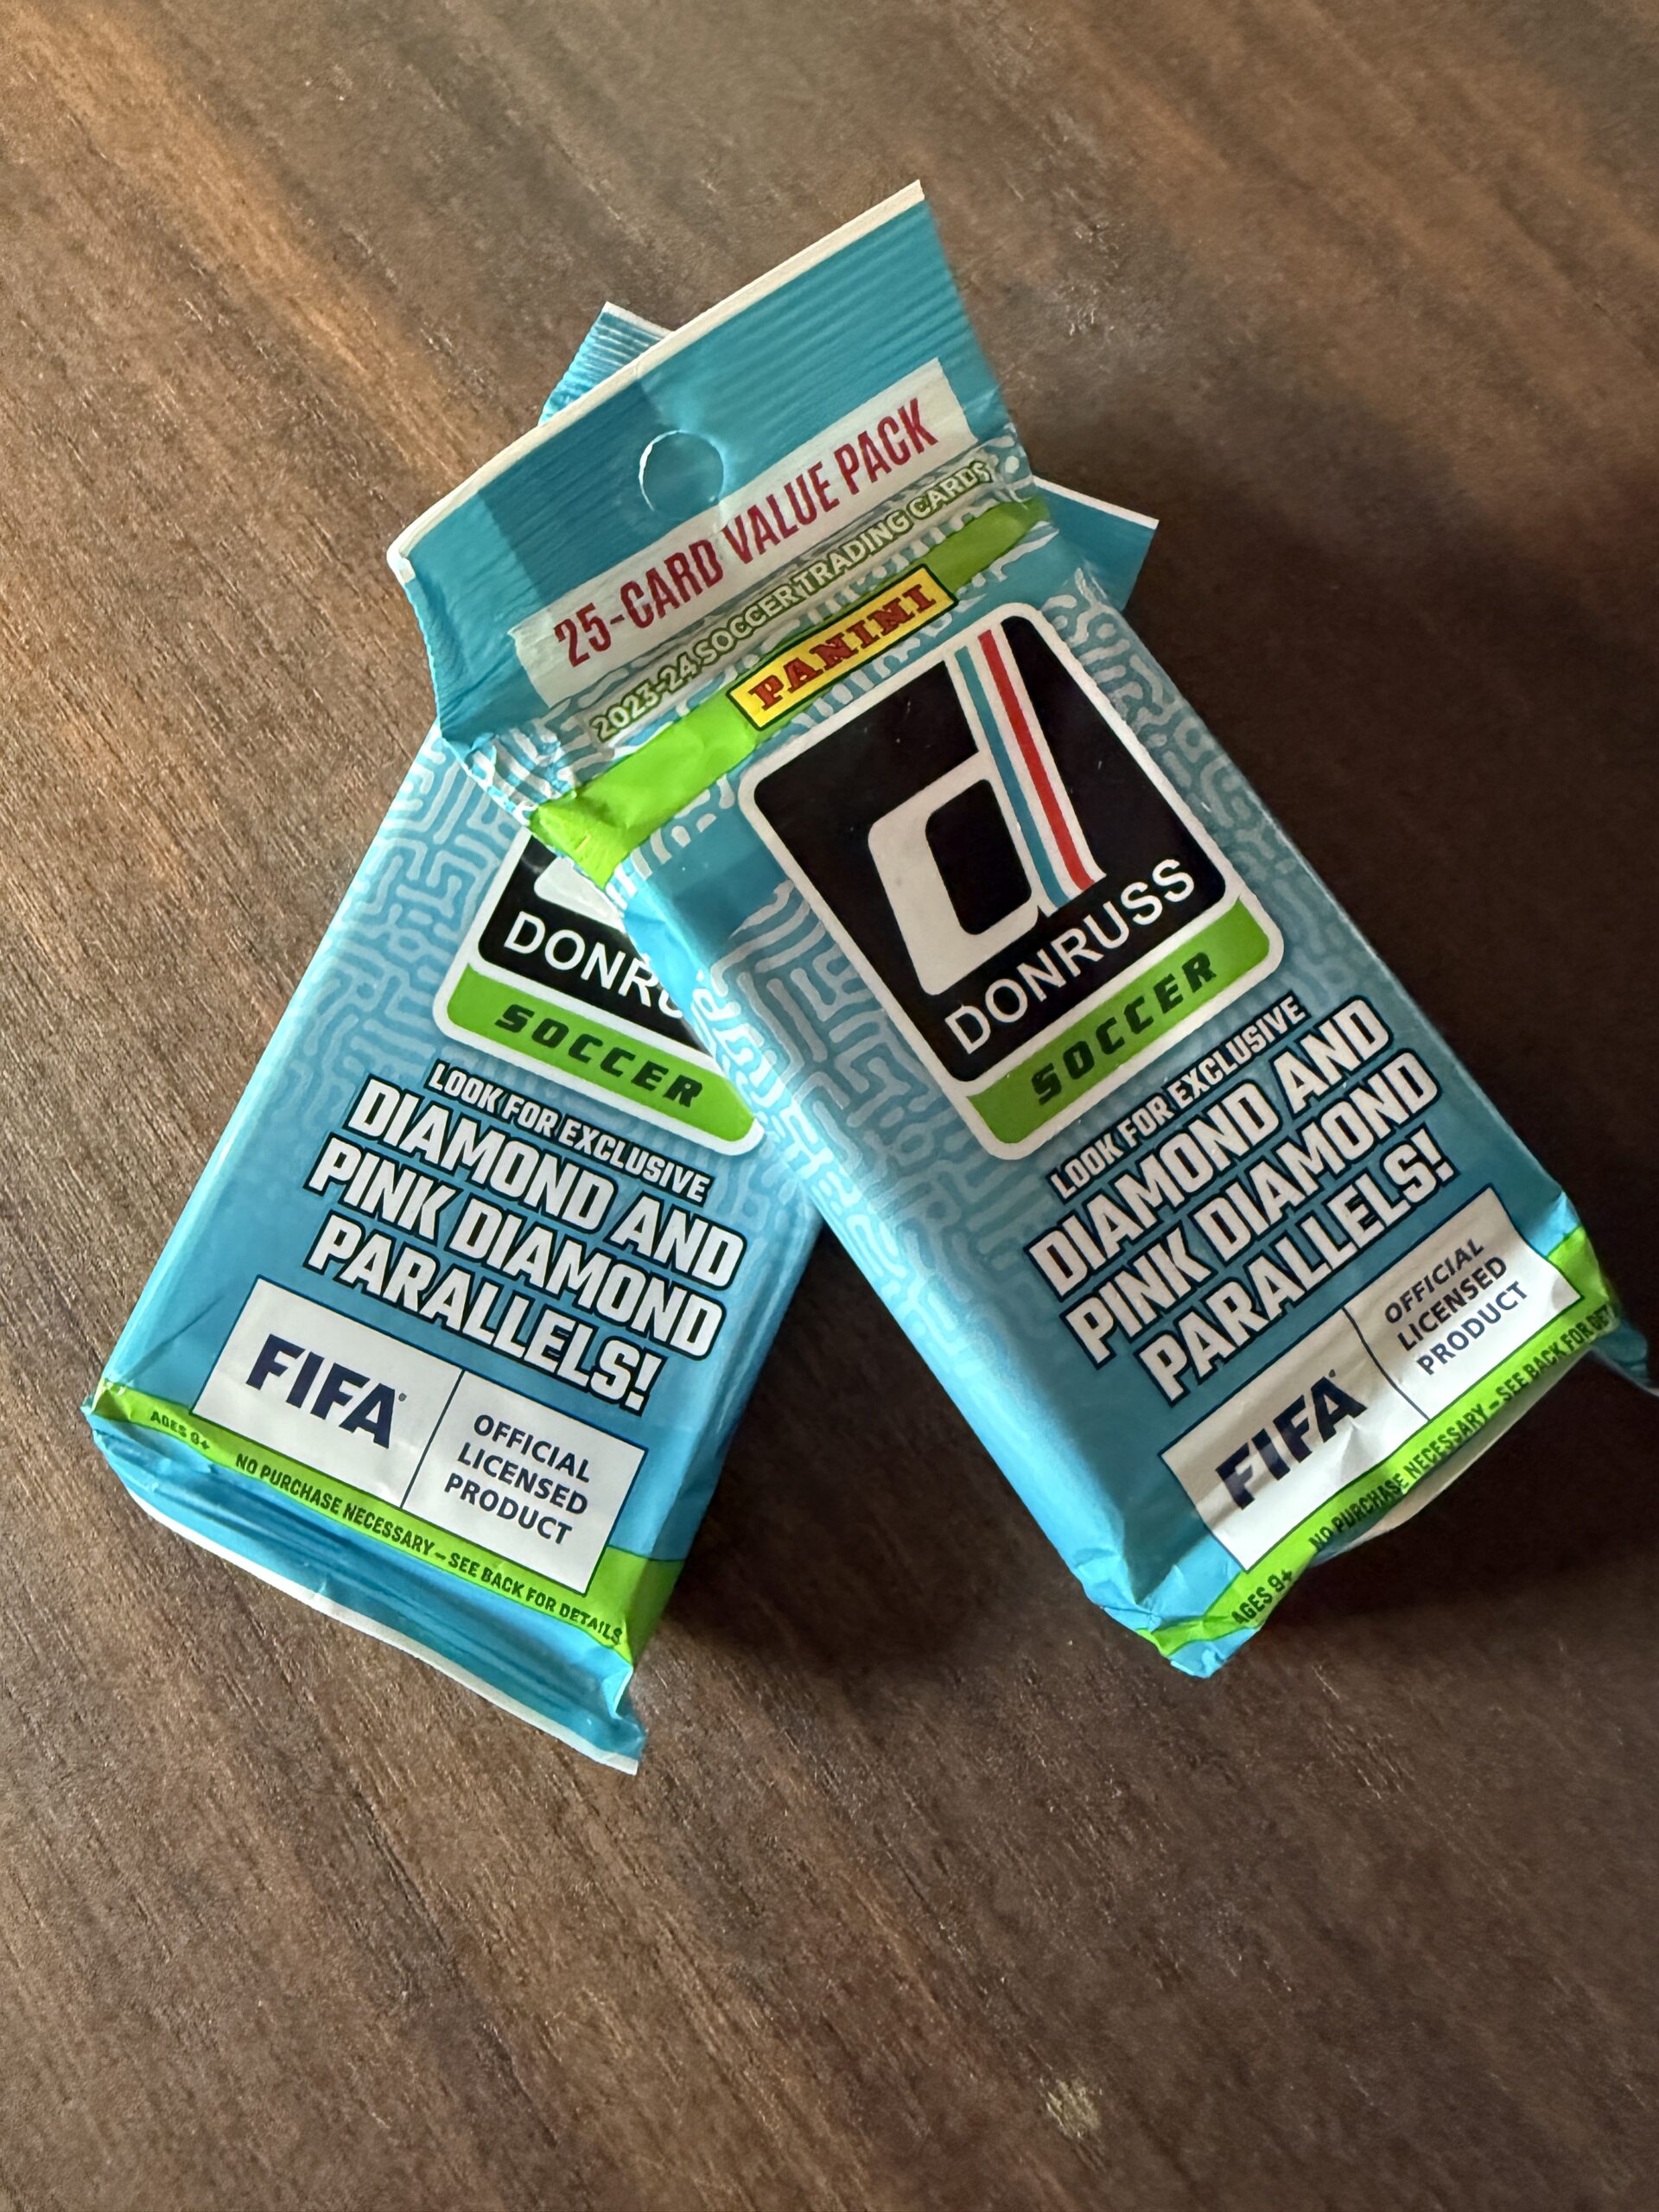 25-CARD VALUE PACK
2023-24 SOCCER TRADING CARDS
PANINI
d
DONRUSS
SOCCER
LOOK FOR EXCLUSIVE
DIAMOND AND
PINK DIAMOND
PARALLELS!
FIFA
OFFICIAL
LICENSED
PRODUCT
AGES 9+
NO PURCHASE NECESSARY – SEE BACK FOR DET
DONRU
SOCCER
LOOK FOR EXCLUSIVE
DIAMOND AND
PINK DIAMOND
PARALLELS!
FIFA®
OFFICIAL
LICENSED
PRODUCT
AGES 9+
NO PURCHASE NECESSARY – SEE BACK FOR DETAILS